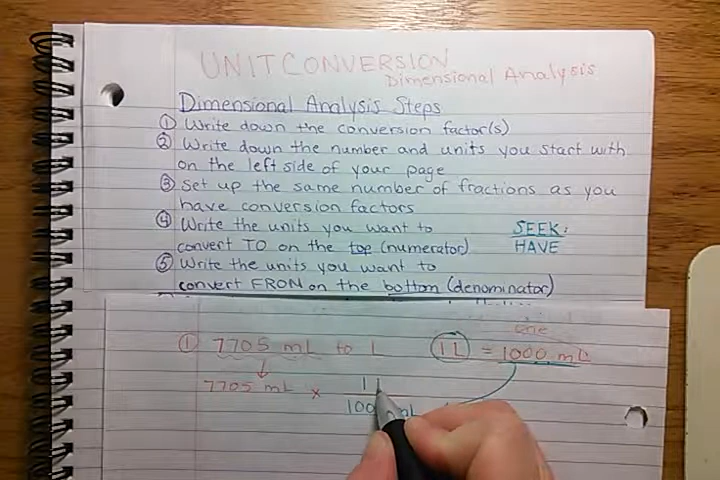 UNIT CONVERSION
Dimensional Analysis
Dimensional Analysis Steps
① Write down the conversion factor(s)
② Write down the number and units you start with
on the left side of your page
③ Set up the same number of fractions as you
have conversion factors
④ Write the units you want to
convert TO on the top (numerator)
SEEK:
HAVE
⑤ Write the units you want to
convert FROM on the bottom (denominator)
① 7705 mL to L
1 L = 1000 mL
7705 mL x
1
100 mL